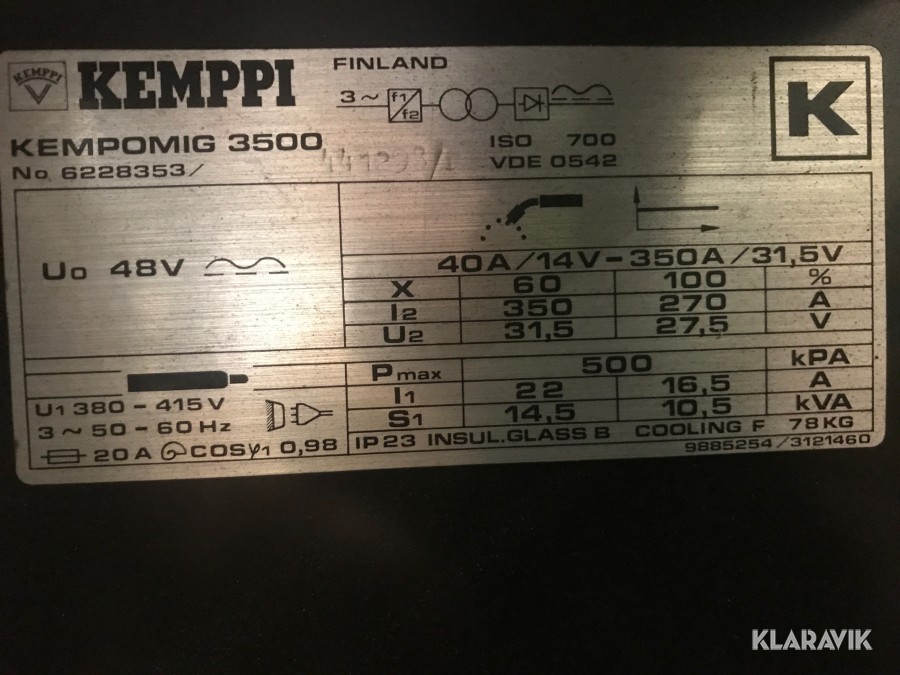 KEMPPI
KEMPPI
FINLAND
3~ f1/f2
K
KEMPOMIG 3500
ISO 700
No 6228353/
VDE 0542
Uo 48V
40A/14V-350A/31,5V
X 60 100 %
I2 350 270 A
U2 31,5 27,5 V
Pmax 500 kPA
I1 22 16,5 A
S1 14,5 10,5 kVA
U1 380 - 415 V
3~ 50 - 60 Hz
20 A COSφ1 0,98
IP23 INSUL.GLASS B COOLING F 78KG
9885254/3121460
KLARAVIK